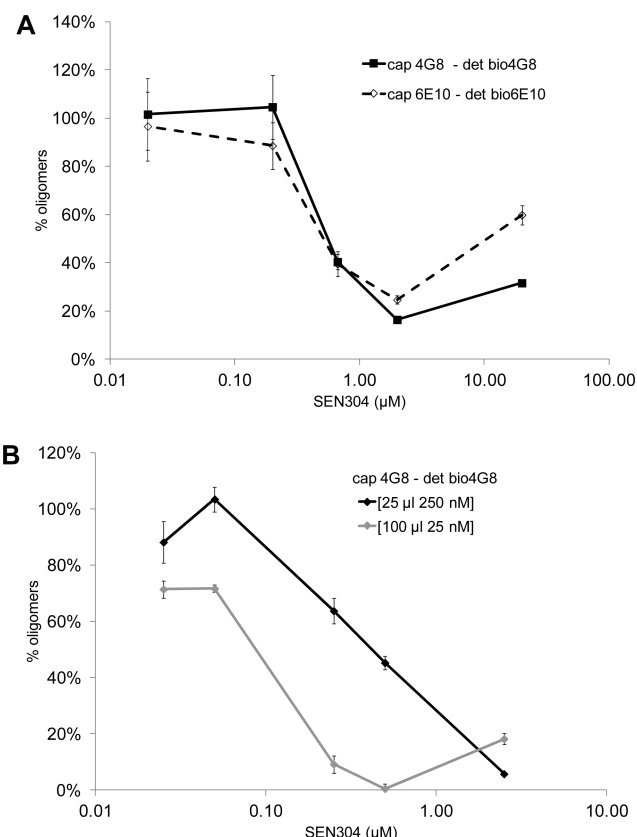 A
140%
120%
100%
80%
60%
40%
20%
0%
% oligomers
cap 4G8 - det bio4G8
cap 6E10 - det bio6E10
0.01
0.10
1.00
10.00
100.00
SEN304 (µM)
B
120%
100%
80%
60%
40%
20%
0%
% oligomers
cap 4G8 - det bio4G8
[25 µl 250 nM]
[100 µl 25 nM]
0.01
0.10
1.00
10.00
SEN304 (µM)